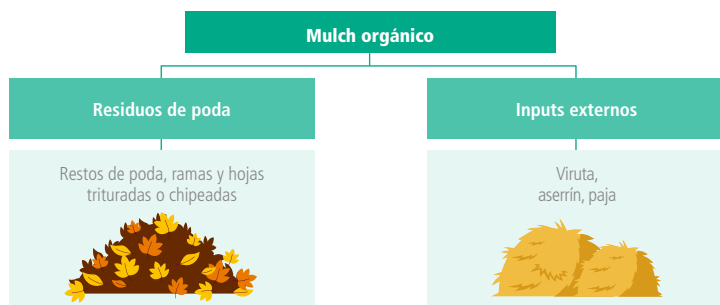 Mulch orgánico
Residuos de poda
Inputs externos
Restos de poda, ramas y hojas
trituradas o chipeadas
Viruta,
aserrín, paja